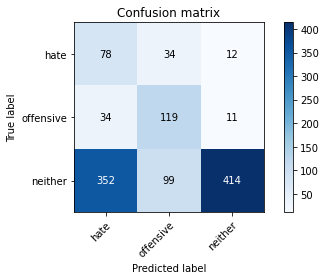 Confusion matrix
True label
hate
78
34
12
offensive
34
119
11
neither
352
99
414
hate
offensive
neither
Predicted label
400
350
300
250
200
150
100
50